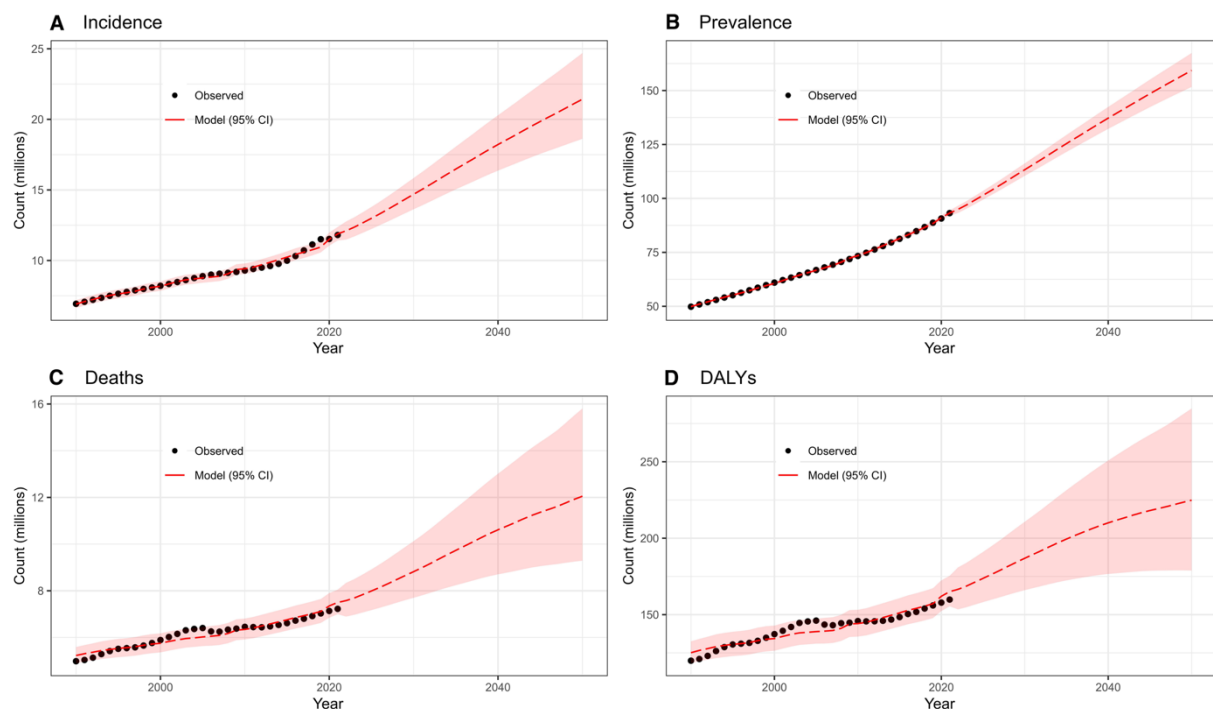 A Incidence
25
20
15
10
Count (millions)
Observed
Model (95% CI)
2000
2020
2040
Year
B Prevalence
150
125
100
75
50
Count (millions)
Observed
Model (95% CI)
2000
2020
2040
Year
C Deaths
16
12
8
Count (millions)
Observed
Model (95% CI)
2000
2020
2040
Year
D DALYs
250
200
150
Count (millions)
Observed
Model (95% CI)
2000
2020
2040
Year